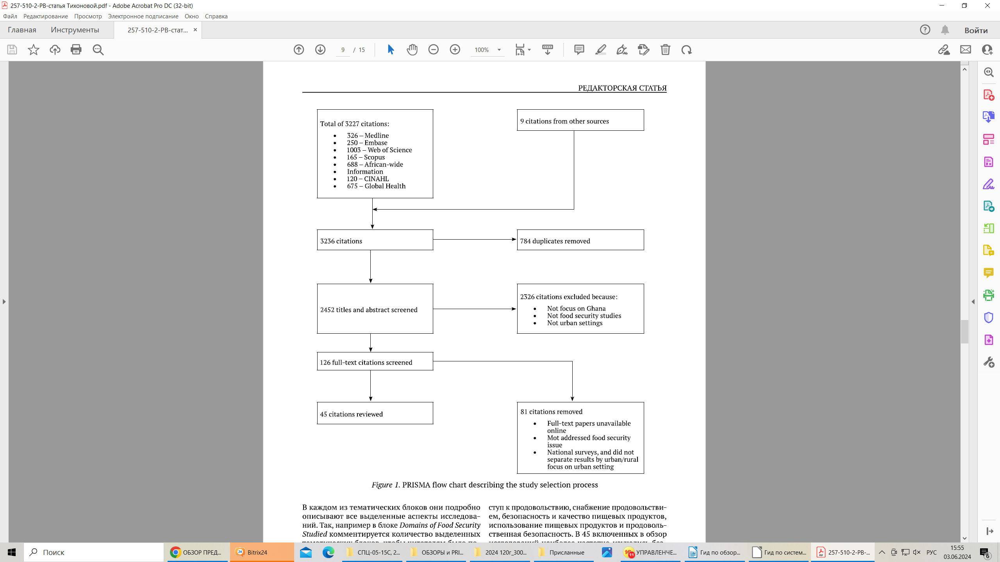 257-510-2-РВ-статья Тихоновой.pdf - Adobe Acrobat Pro DC (32-bit)
Файл Редактирование Просмотр Электронное подписание Окно Справка
Главная Инструменты 257-510-2-РВ-стат... × Войти
9 / 15 100%
РЕДАКТОРСКАЯ СТАТЬЯ
Total of 3227 citations:
• 326 – Medline
• 250 – Embase
• 1003 – Web of Science
• 165 – Scopus
• 688 – African-wide
• Information
• 120 – CINAHL
• 675 – Global Health
9 citations from other sources
3236 citations
784 duplicates removed
2452 titles and abstract screened
2326 citations excluded because:
• Not focus on Ghana
• Not food security studies
• Not urban settings
126 full-text citations screened
45 citations reviewed
81 citations removed
• Full-text papers unavailable
online
• Mot addressed food security
issue
• National surveys, and did not
separate results by urban/rural
focus on urban setting
Figure 1. PRISMA flow chart describing the study selection process
В каждом из тематических блоков они подробно
описывают все выделенные аспекты исследова-
ний. Так, например в блоке Domains of Food Security
Studied комментируется количество выделенных
ступ к продовольствию, снабжение продовольстви-
ем, безопасность и качество пищевых продуктов,
использование пищевых продуктов и продоволь-
ственная безопасность. В 45 включенных в обзор
Поиск
ОБЗОР ПРЕД...
24
Bitrix24
СПЦ-05-15С, 2...
ОБЗОРЫ и PRI...
2024 120г_300...
Присланные
11
УПРАВЛЕНЧЕ...
Гид по обзор...
Гид по систем...
257-510-2-РВ-...
РУС
15:55
03.06.2024
6